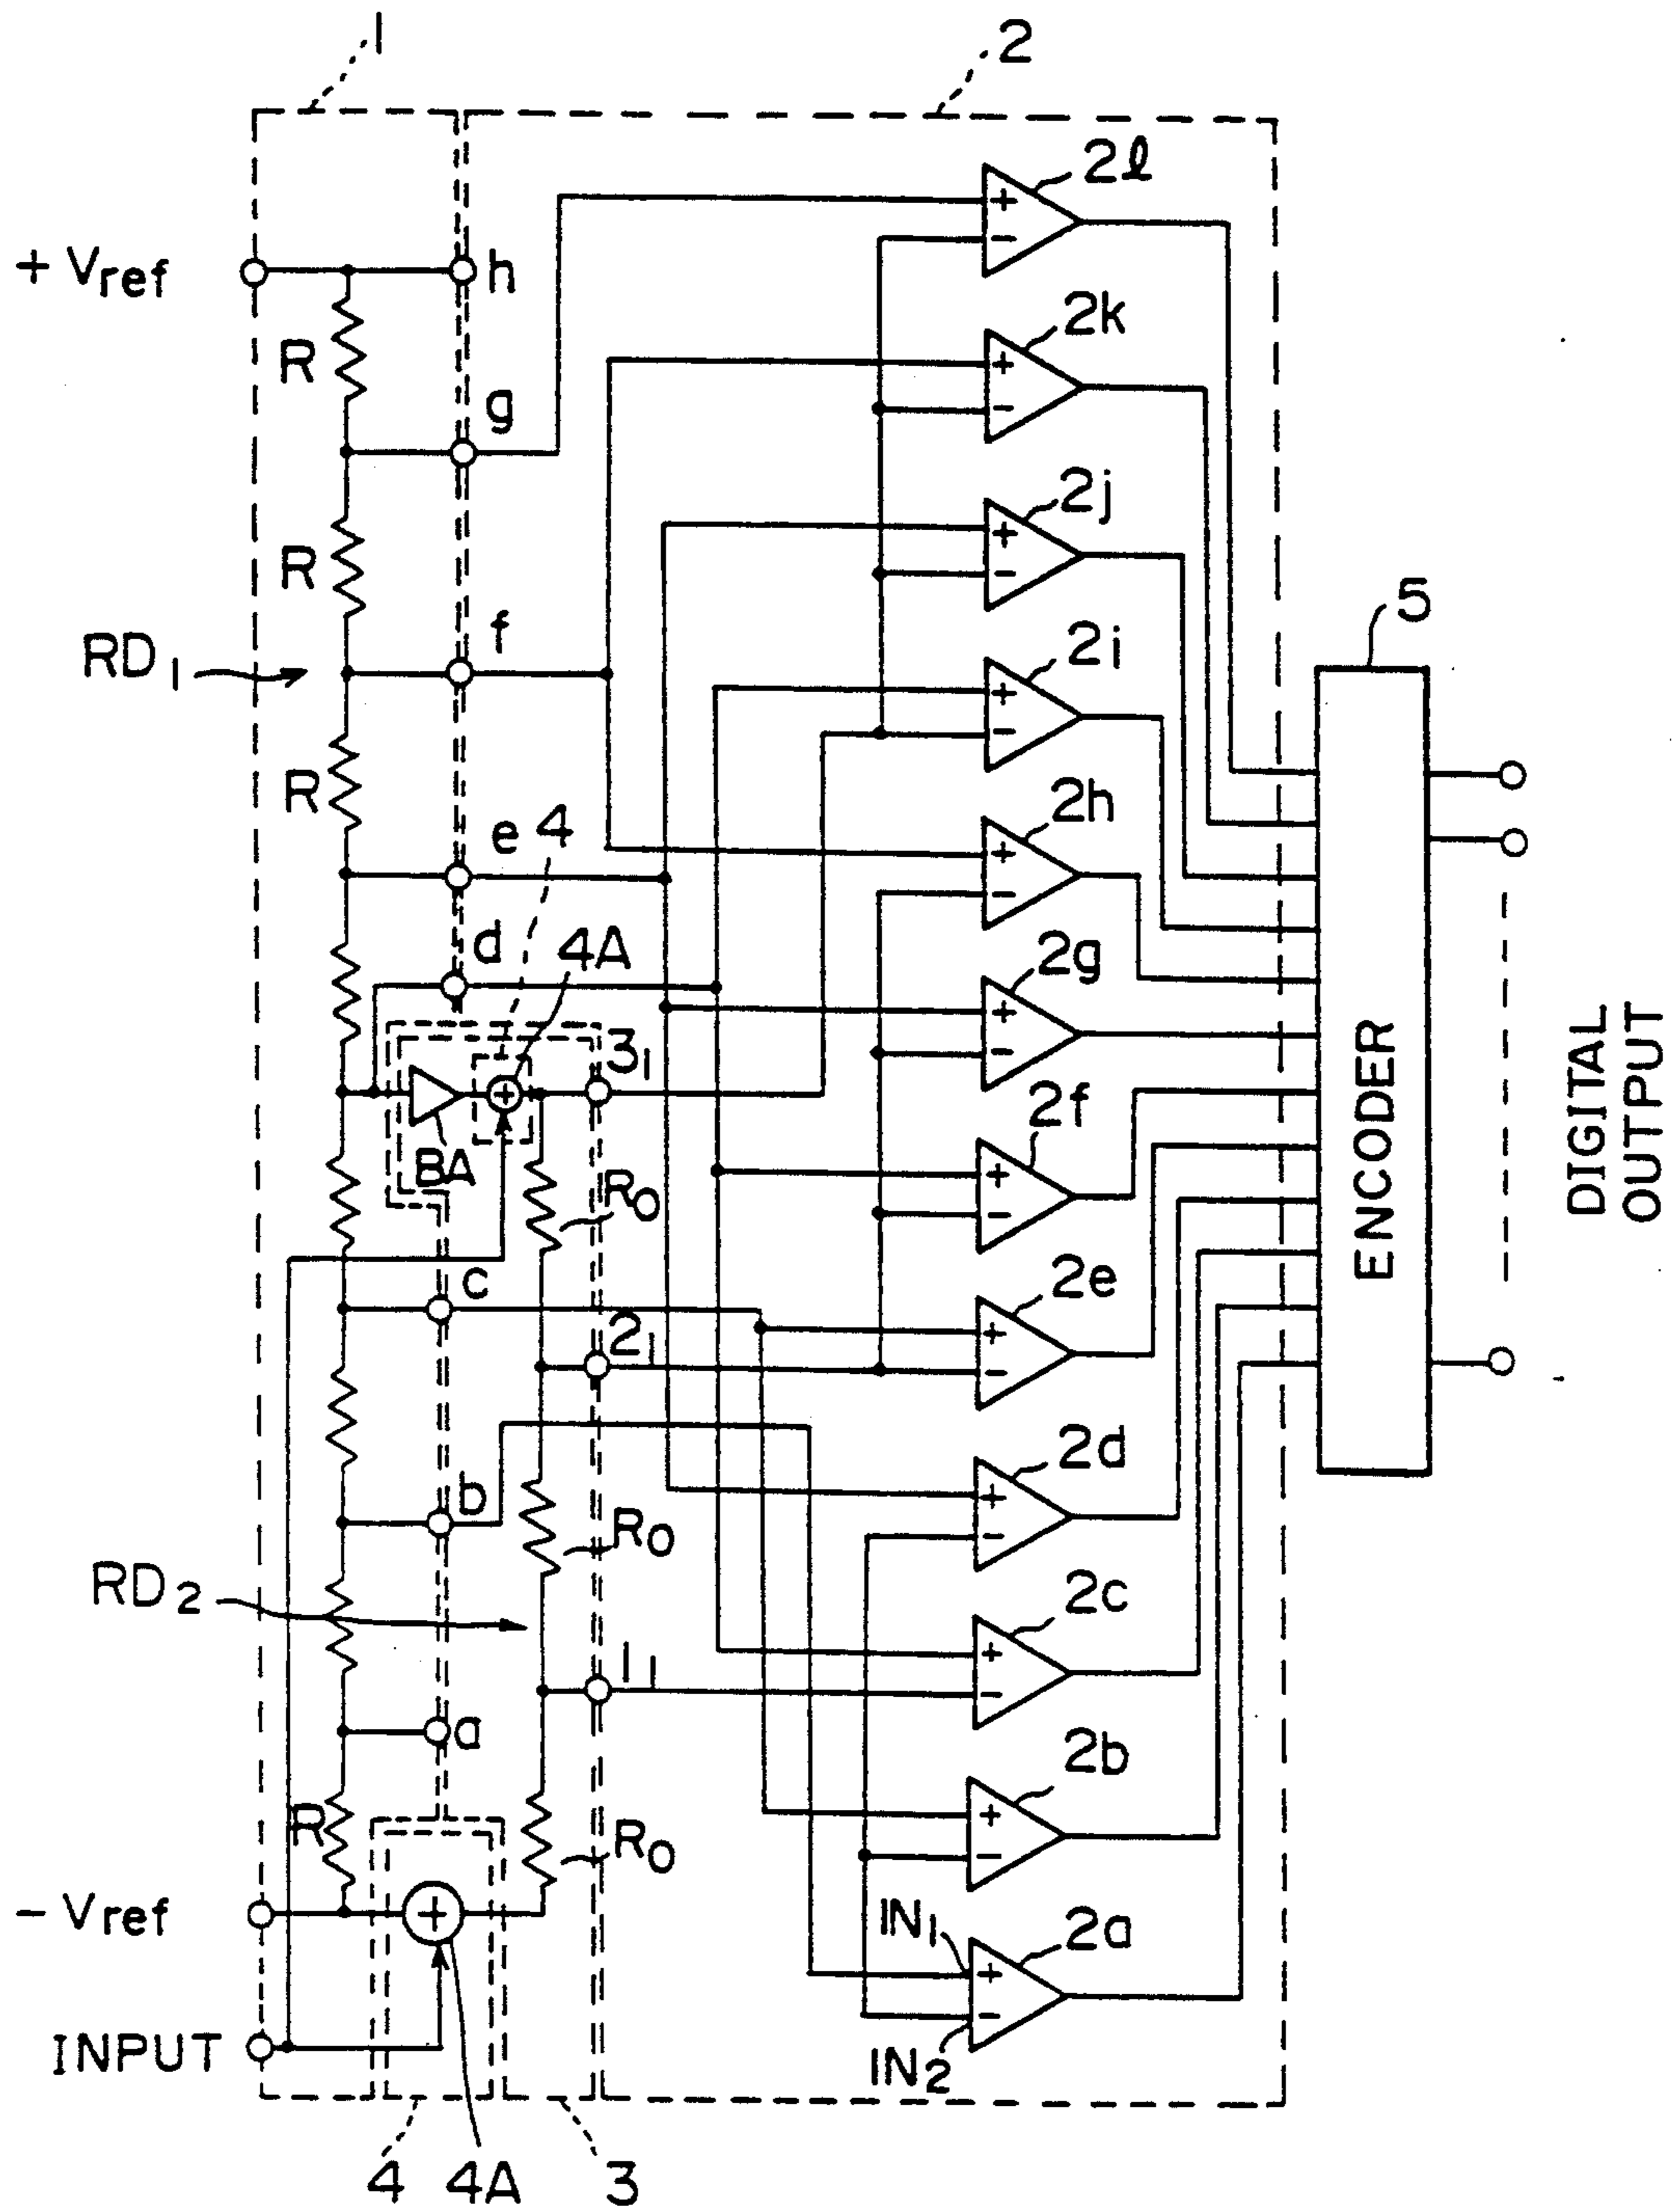 1
2
2ℓ
+ Vref
h
R
2k
g
2j
R
5
f
RD1
2i
R
2h
e
4
d
4A
2g
31
2f
BA
R0
ENCODER
DIGITAL
OUTPUT
c
2e
21
2d
b
R0
RD2
2c
11
a
2b
R
R0
- Vref
IN1
2a
INPUT
IN2
4
4A
3